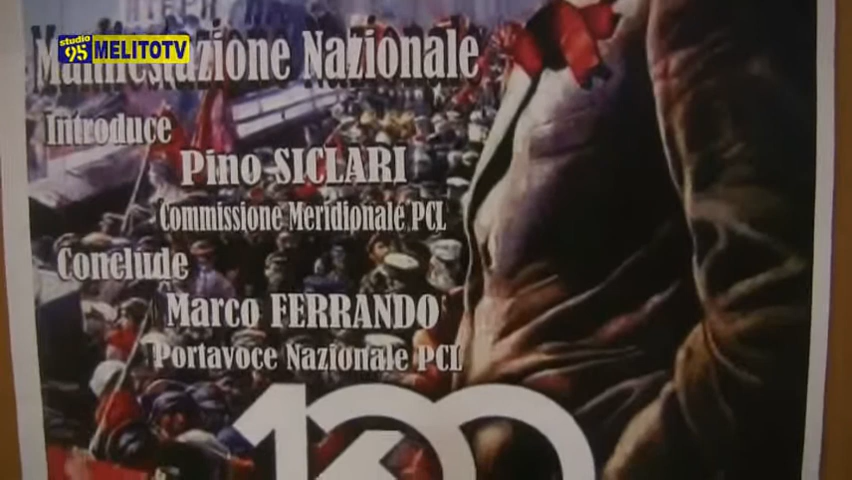 studio
95 MELITOTV
Manifestazione Nazionale
Introduce
Pino SICLARI
Commissione Meridionale PCL
Conclude
Marco FERRANDO
Portavoce Nazionale PCL
100